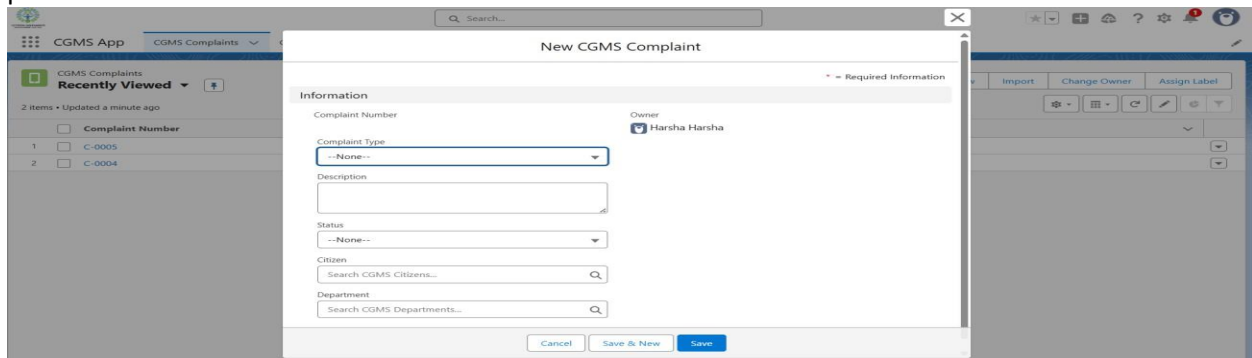 Search...
CGMS App
CGMS Complaints
New CGMS Complaint
* = Required Information
CGMS Complaints
Recently Viewed
Import
Change Owner
Assign Label
2 items • Updated a minute ago
Information
Complaint Number
Owner
Harsha Harsha
Complaint Number
1
C-0005
2
C-0004
Complaint Type
--None--
Description
Status
--None--
Citizen
Search CGMS Citizens...
Department
Search CGMS Departments...
Cancel
Save & New
Save